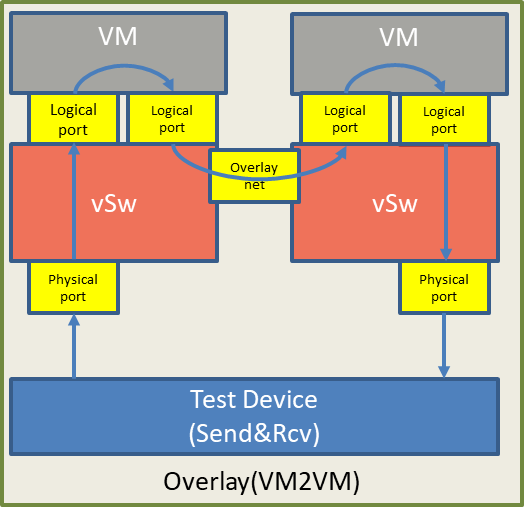 VM
VM
Logical
port
Logical
port
Logical
port
Logical
port
Overlay
net
vSw
vSw
Physical
port
Physical
port
Test Device
(Send&Rcv)
Overlay(VM2VM)